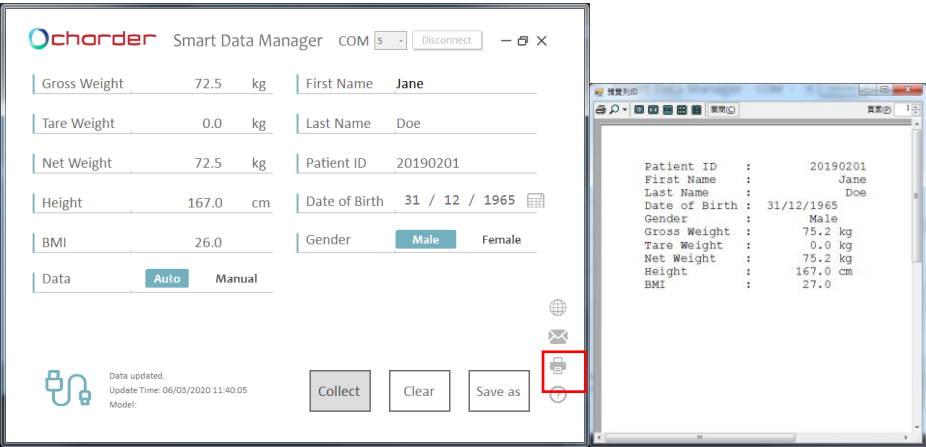 charder Smart Data Manager COM 5 Disconnect
Gross Weight 72.5 kg
Tare Weight 0.0 kg
Net Weight 72.5 kg
Height 167.0 cm
BMI 26.0
Data Auto Manual
First Name Jane
Last Name Doe
Patient ID 20190201
Date of Birth 31 / 12 / 1965
Gender Male Female
Data updated.
Update Time: 06/03/2020 11:40:05
Model:
Collect Clear Save as
預覽列印
關閉(C) 頁面(P) 1
Patient ID : 20190201
First Name : Jane
Last Name : Doe
Date of Birth : 31/12/1965
Gender : Male
Gross Weight : 75.2 kg
Tare Weight : 0.0 kg
Net Weight : 75.2 kg
Height : 167.0 cm
BMI : 27.0